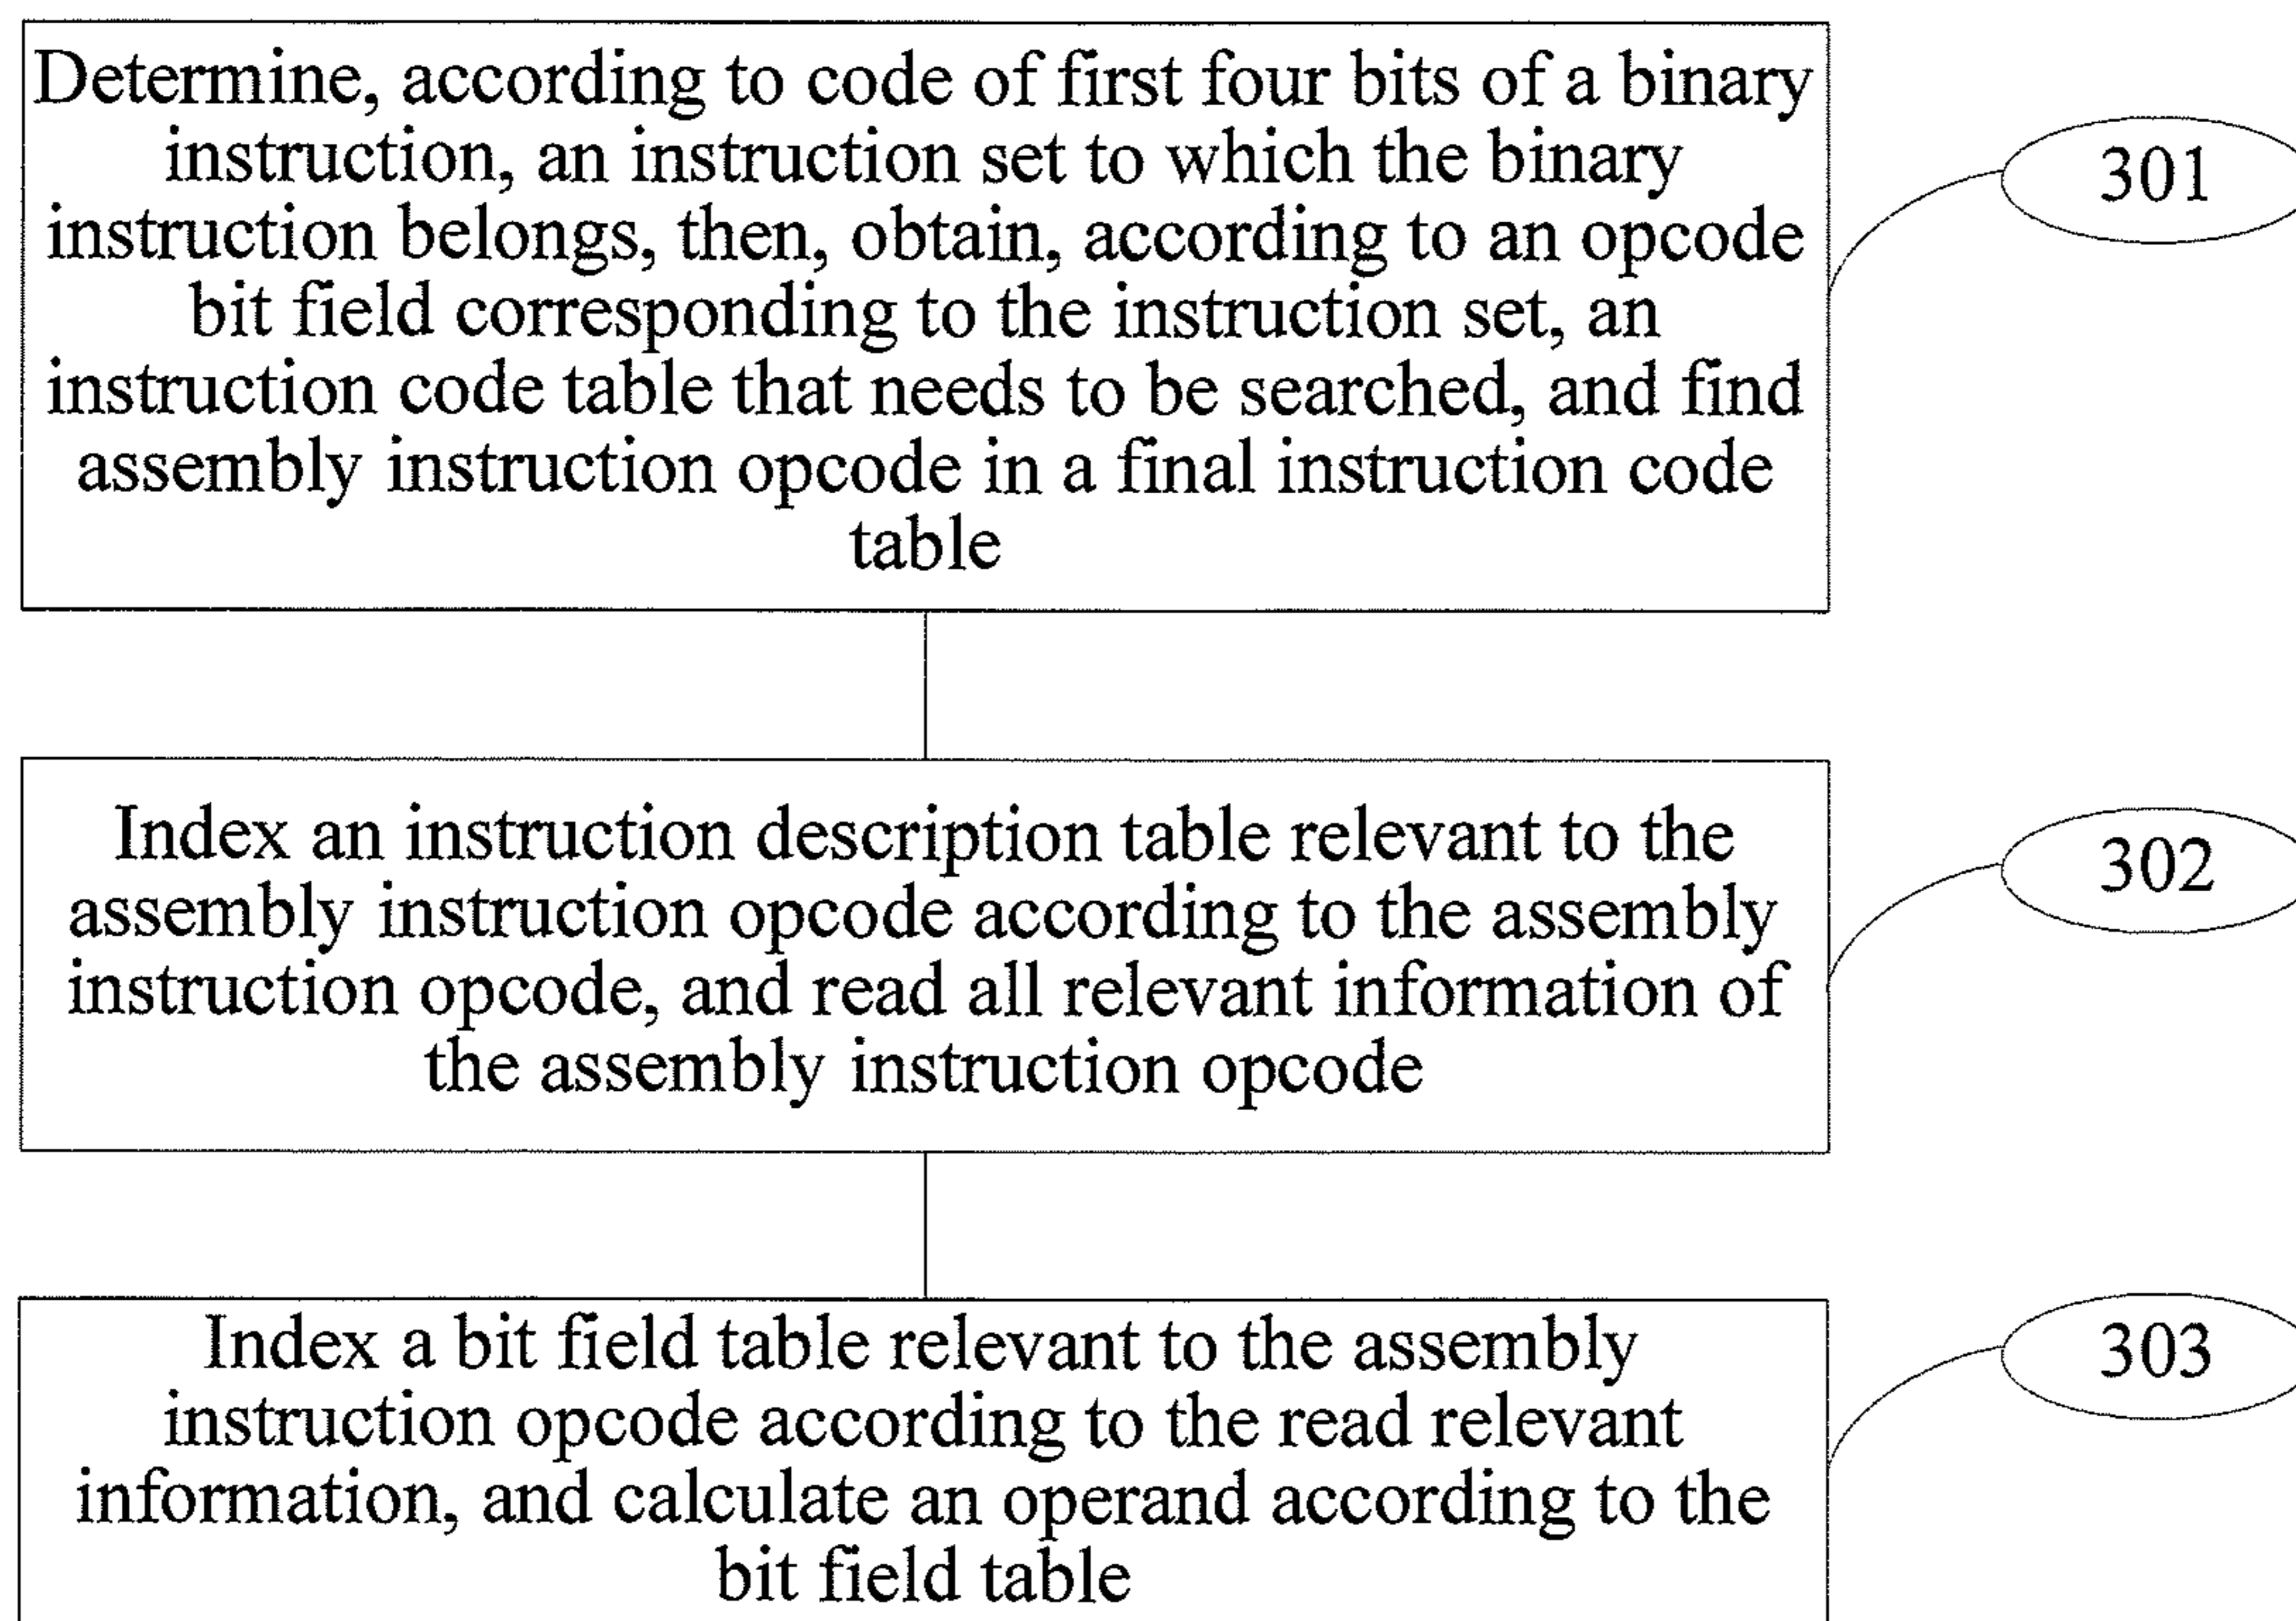 Determine, according to code of first four bits of a binary
instruction, an instruction set to which the binary
instruction belongs, then, obtain, according to an opcode
bit field corresponding to the instruction set, an
instruction code table that needs to be searched, and find
assembly instruction opcode in a final instruction code
table
301
Index an instruction description table relevant to the
assembly instruction opcode according to the assembly
instruction opcode, and read all relevant information of
the assembly instruction opcode
302
Index a bit field table relevant to the assembly
instruction opcode according to the read relevant
information, and calculate an operand according to the
bit field table
303